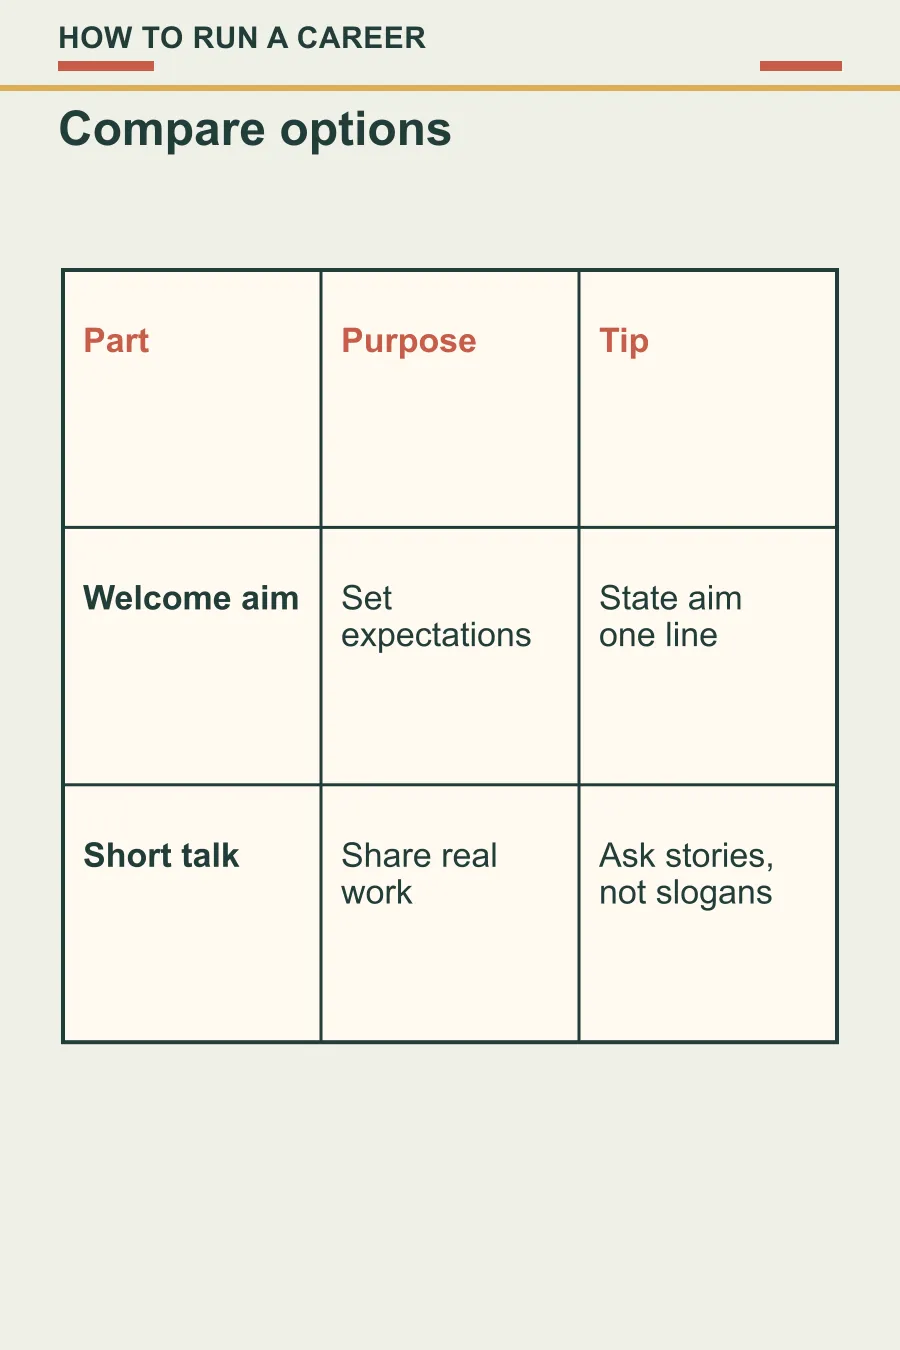 HOW TO RUN A CAREER
Compare options
Part
Purpose
Tip
Welcome aim
Set
expectations
State aim
one line
Short talk
Share real
work
Ask stories,
not slogans